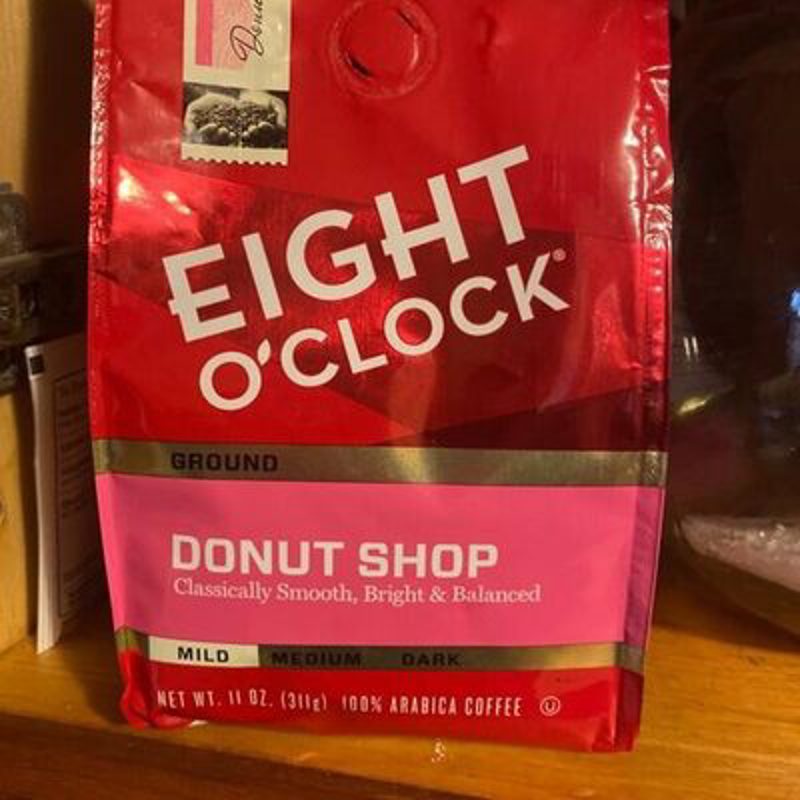 EIGHT
O'CLOCK®
GROUND
DONUT SHOP
Classically Smooth, Bright & Balanced
MILD MEDIUM DARK
NET WT. 11 OZ. (311g) 100% ARABICA COFFEE Ⓤ